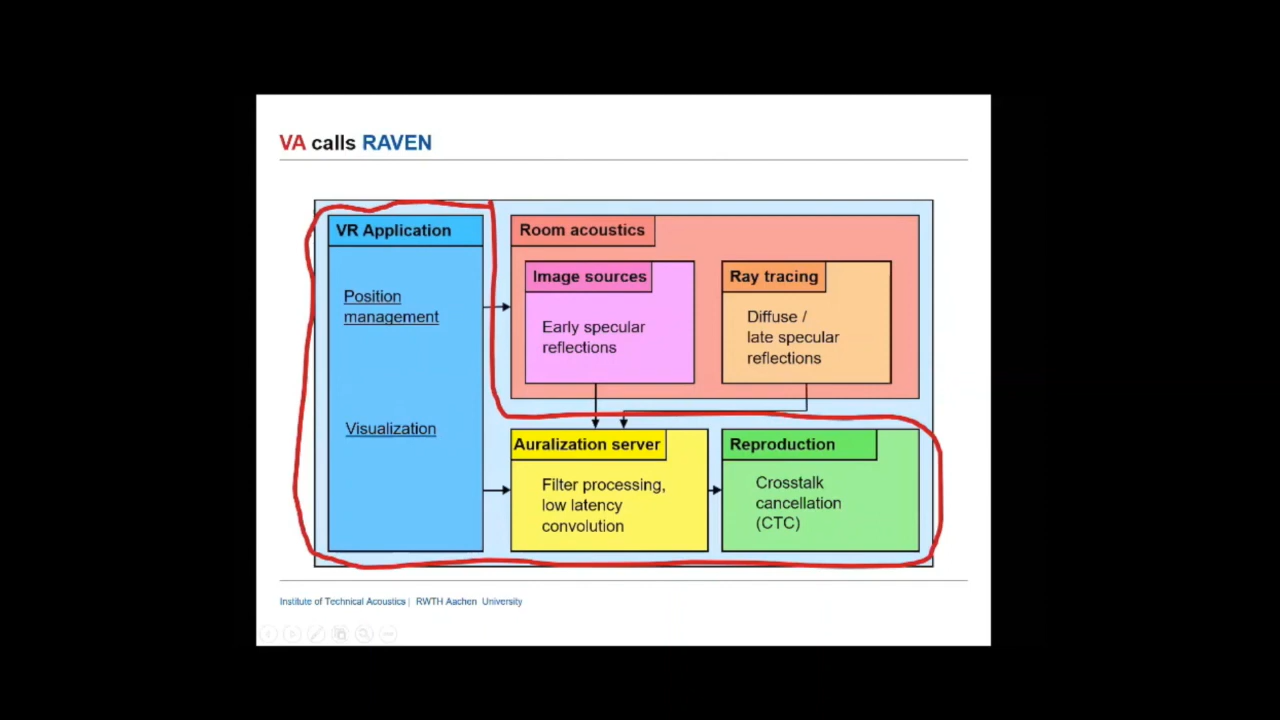 VA calls RAVEN
VR Application
Position
management
Visualization
Room acoustics
Image sources
Early specular
reflections
Ray tracing
Diffuse /
late specular
reflections
Auralization server
Filter processing,
low latency
convolution
Reproduction
Crosstalk
cancellation
(CTC)
Institute of Technical Acoustics | RWTH Aachen University